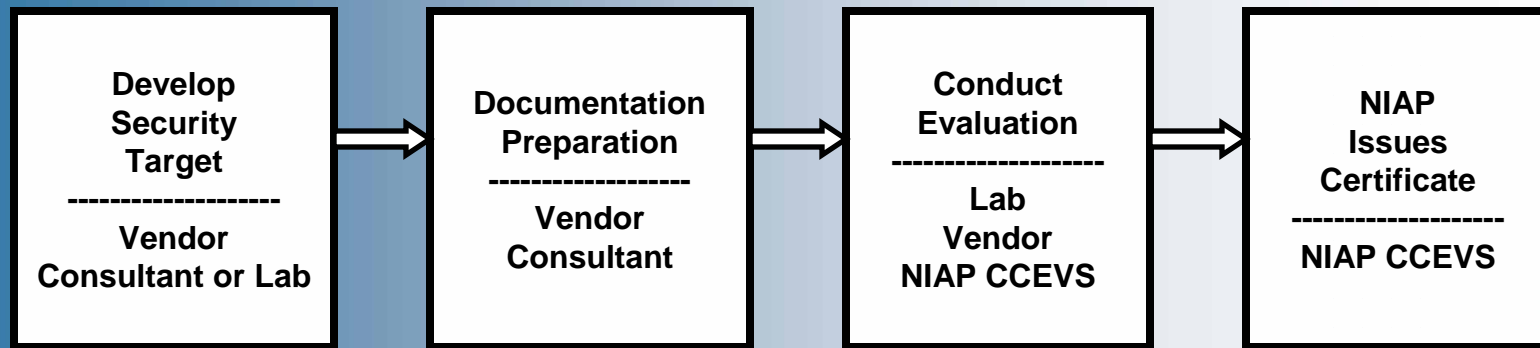 Develop
Security
Target
--------------------
Vendor
Consultant or Lab
Documentation
Preparation
-------------------
Vendor
Consultant
Conduct
Evaluation
--------------------
Lab
Vendor
NIAP CCEVS
NIAP
Issues
Certificate
--------------------
NIAP CCEVS